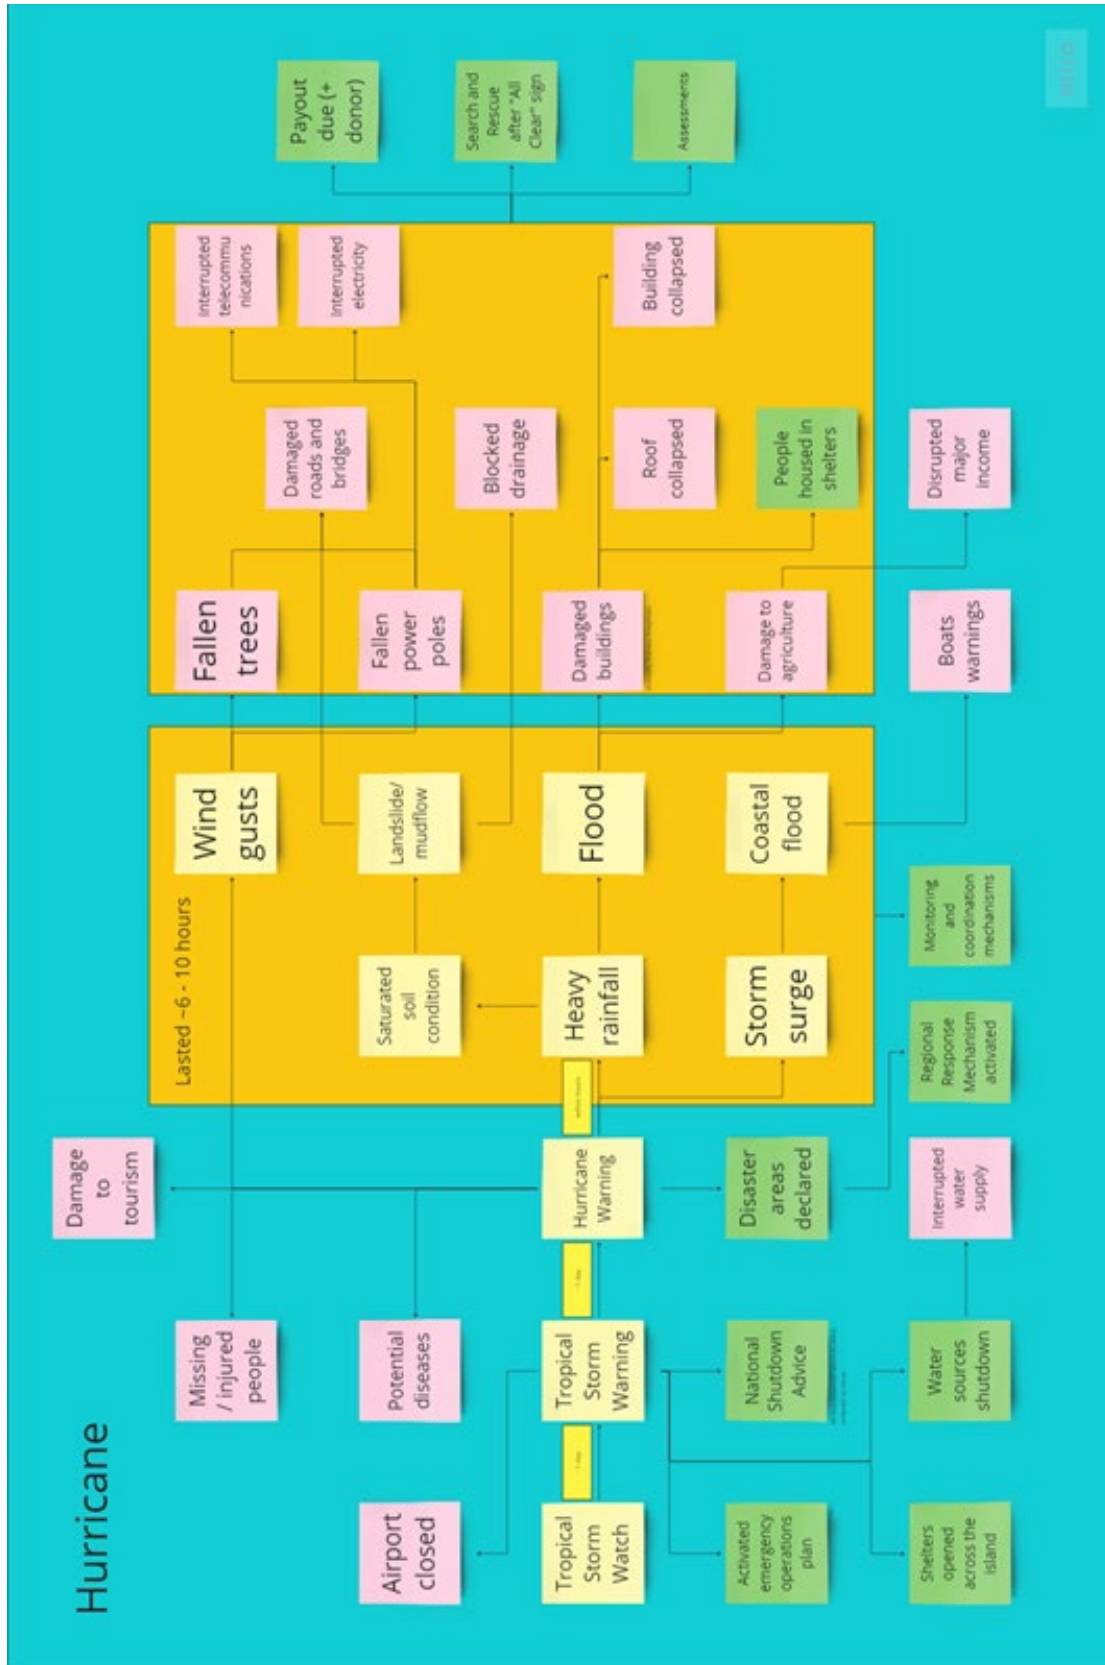 Hurricane
Damage
to
tourism
Missing
/ injured
people
Potential
diseases
Airport
closed
Tropical
Storm
Watch
Tropical
Storm
Warning
Hurricane
Warning
Activated
emergency
operations
plan
National
Shutdown
Advice
Disaster
areas
declared
Shelters
opened
across the
island
Water
sources
shutdown
Interrupted
water
supply
Regional
Response
Mechanism
activated
Monitoring
and
coordination
mechanisms
Lasted ~6 - 10 hours
Wind
gusts
Saturated
soil
condition
Landslide/
mudflow
Heavy
rainfall
Flood
Storm
surge
Coastal
flood
Boats
warnings
Fallen
trees
Fallen
power
poles
Damaged
buildings
Damage to
agriculture
Damaged
roads and
bridges
Blocked
drainage
Roof
collapsed
People
housed in
shelters
Disrupted
major
income
Interrupted
telecommu
nications
Interrupted
electricity
Building
collapsed
Payout
due (+
donor)
Search and
Rescue
after "All
Clear" sign
Assessments
miro